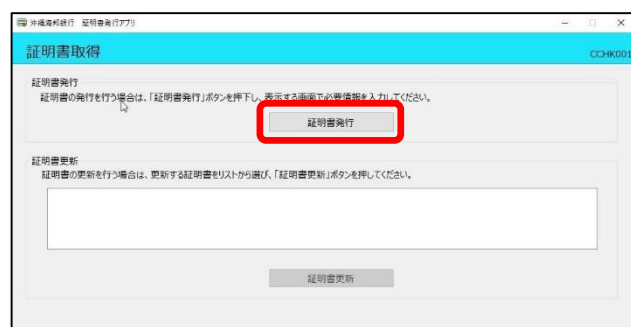 沖縄海邦銀行 証明書発行アプリ
証明書取得
CCHK001
証明書発行
証明書の発行を行う場合は、「証明書発行」ボタンを押下し、表示する画面で必要情報を入力してください。
証明書発行
証明書更新
証明書の更新を行う場合は、更新する証明書をリストから選び、「証明書更新」ボタンを押してください。
証明書更新